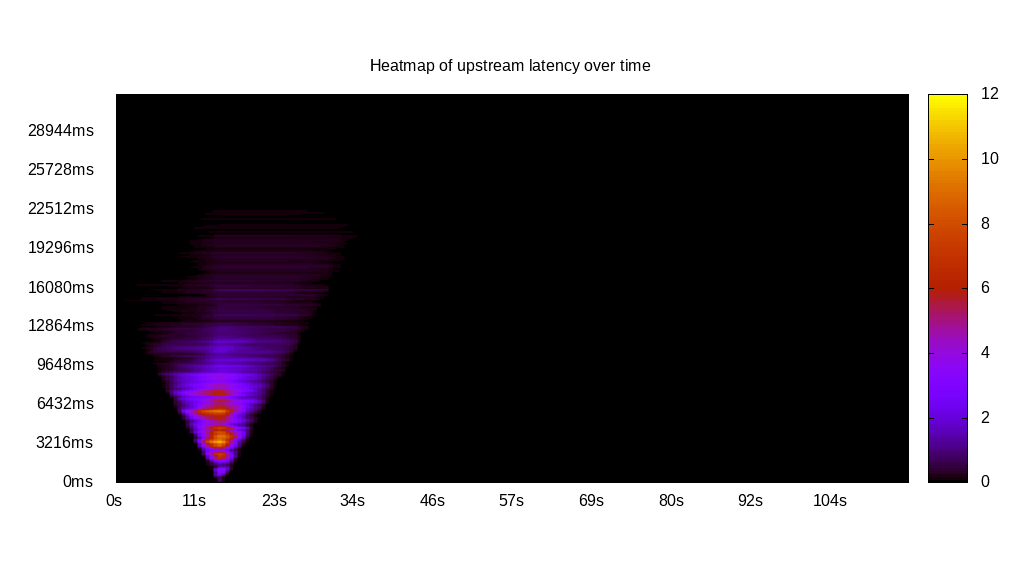 Heatmap of upstream latency over time
28944ms
25728ms
22512ms
19296ms
16080ms
12864ms
9648ms
6432ms
3216ms
0ms
0s 11s 23s 34s 46s 57s 69s 80s 92s 104s
12
10
8
6
4
2
0